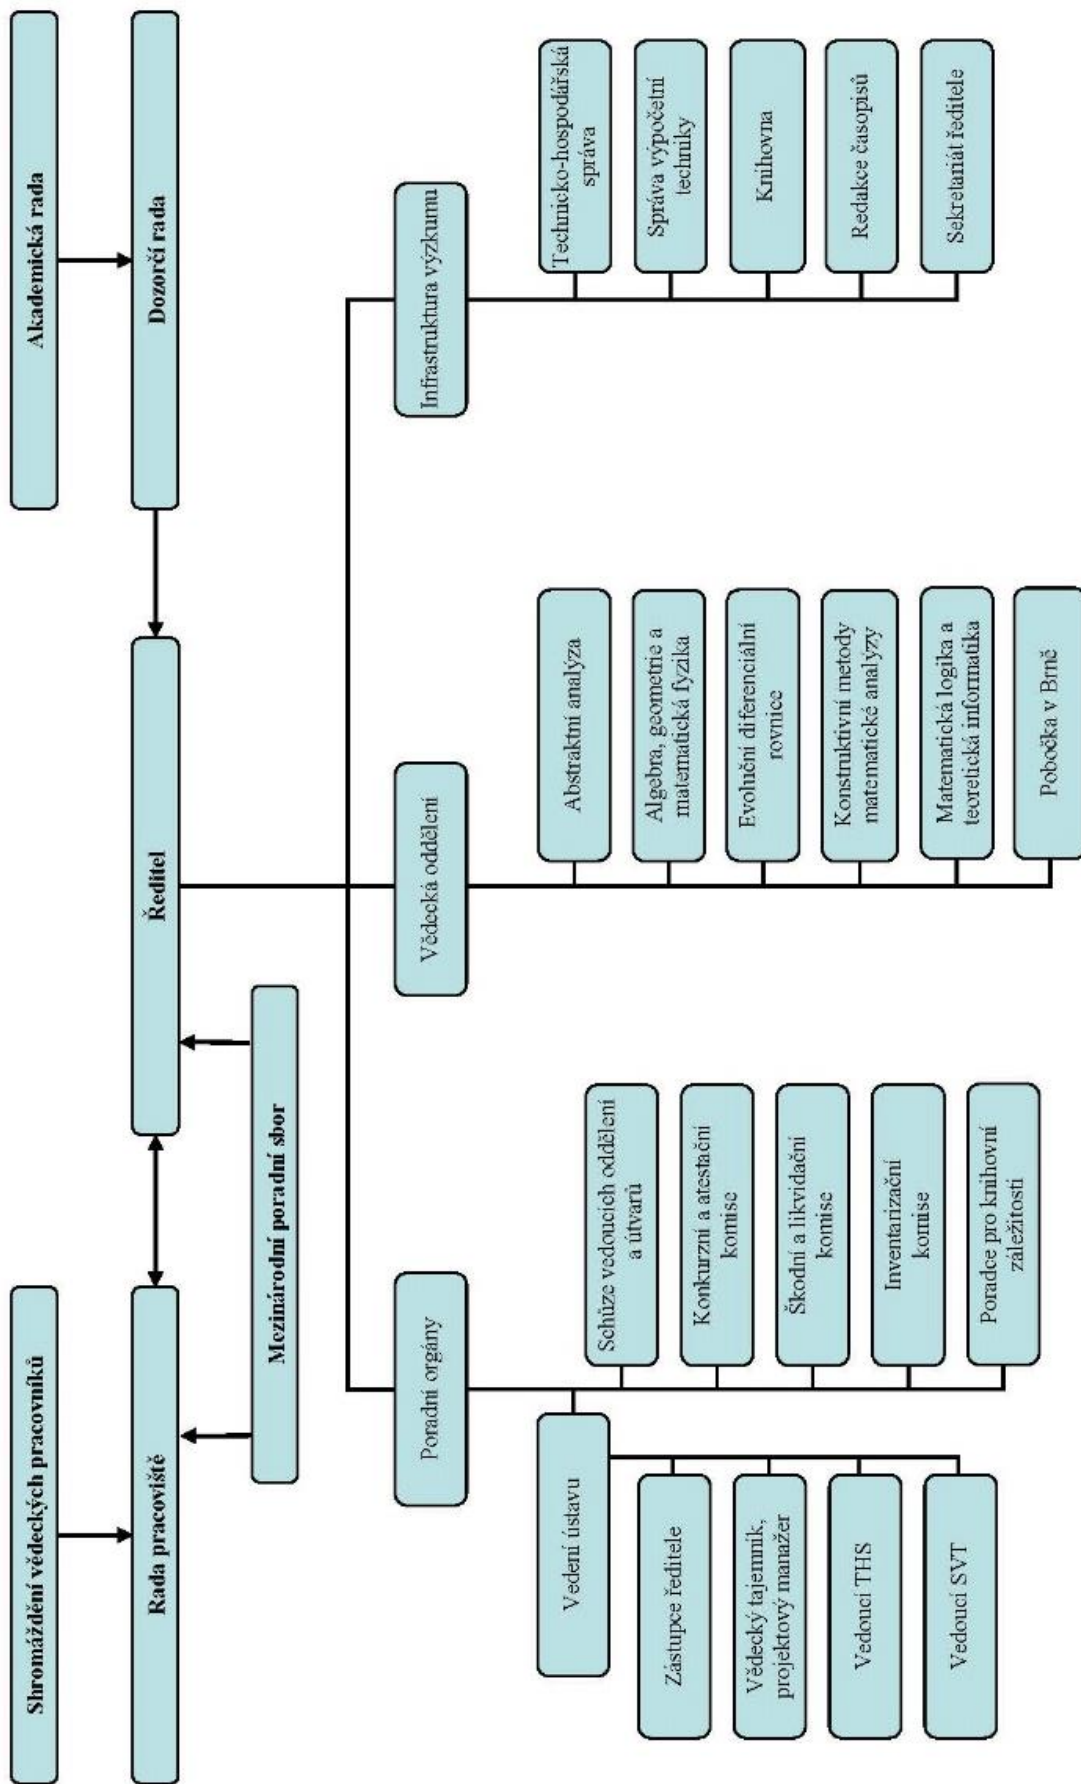 Shromáždění vědeckých pracovníků
Akademická rada
Rada pracoviště
Ředitel
Dozorčí rada
Mezinárodní poradní sbor
Poradní orgány
Vědecká oddělení
Infrastruktura výzkumu
Vedení ústavu
Zástupce ředitele
Vědecký tajemník,
projektový manažer
Vedoucí THS
Vedoucí SVT
Schůze vedoucích oddělení
a útvarů
Konkurzní a atestační
komise
Škodní a likvidační
komise
Inventarizační
komise
Poradce pro knihovní
záležitosti
Abstraktní analýza
Algebra, geometrie a
matematická fyzika
Evoluční diferenciální
rovnice
Konstruktivní metody
matematické analýzy
Matematická logika a
teoretická informatika
Pobočka v Brně
Technicko-hospodářská
správa
Správa výpočetní
techniky
Knihovna
Redakce časopisů
Sekretariát ředitele